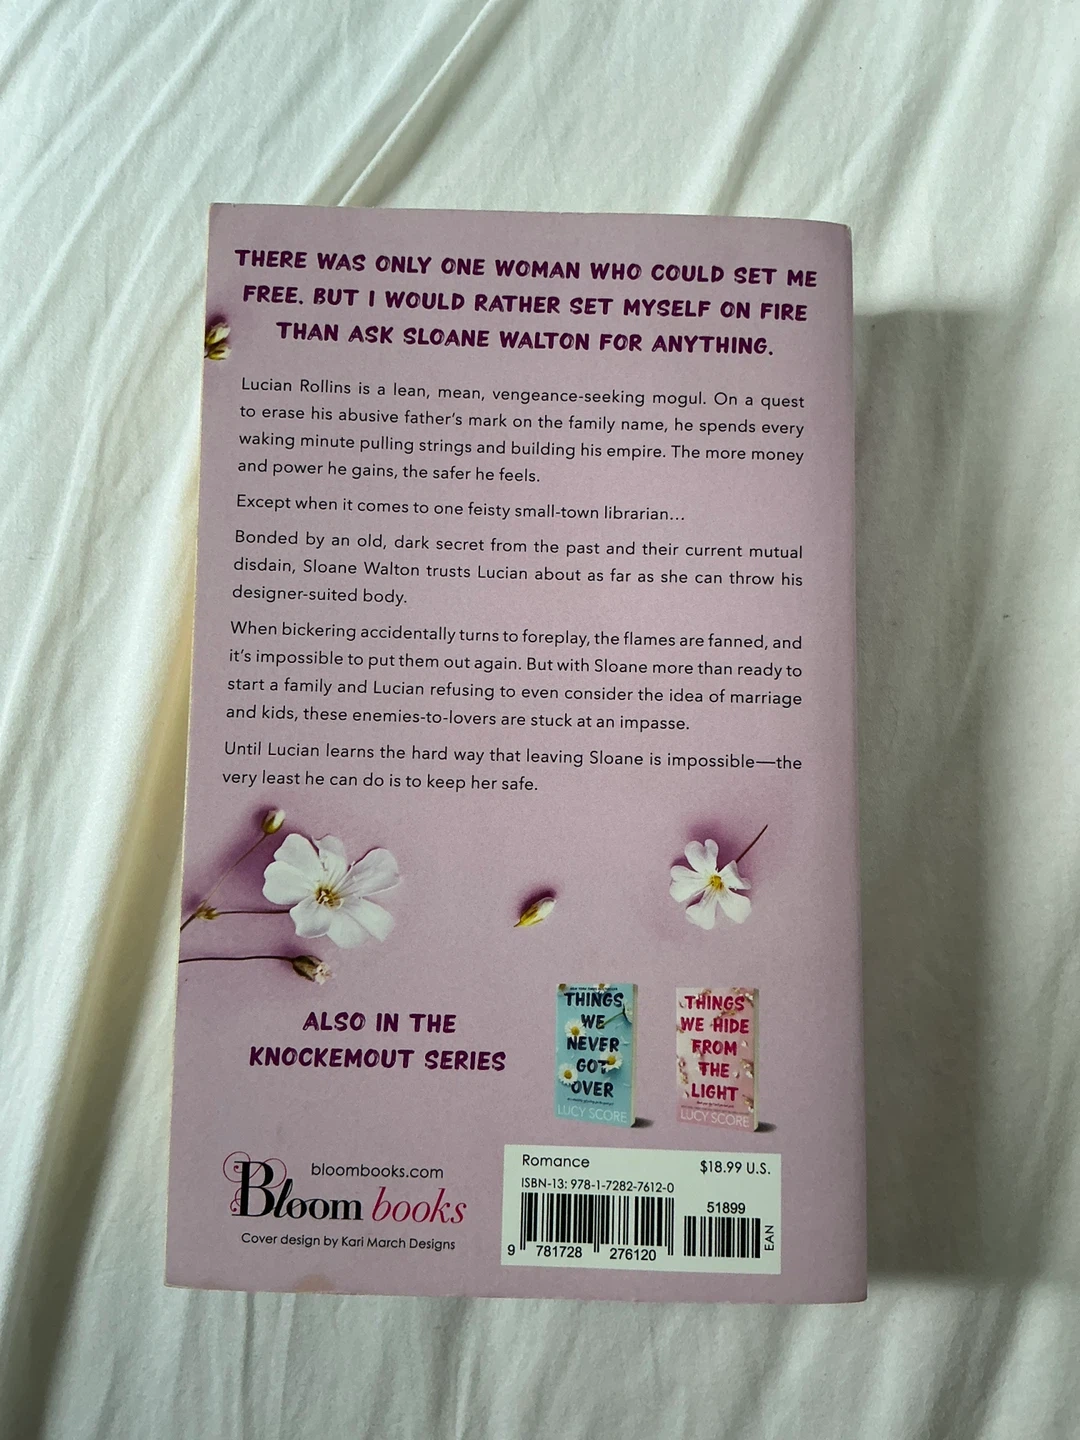 THERE WAS ONLY ONE WOMAN WHO COULD SET ME
FREE. BUT I WOULD RATHER SET MYSELF ON FIRE
THAN ASK SLOANE WALTON FOR ANYTHING.
Lucian Rollins is a lean, mean, vengeance-seeking mogul. On a quest
to erase his abusive father's mark on the family name, he spends every
waking minute pulling strings and building his empire. The more money
and power he gains, the safer he feels.
Except when it comes to one feisty small-town librarian…
Bonded by an old, dark secret from the past and their current mutual
disdain, Sloane Walton trusts Lucian about as far as she can throw his
designer-suited body.
When bickering accidentally turns to foreplay, the flames are fanned, and
it's impossible to put them out again. But with Sloane more than ready to
start a family and Lucian refusing to even consider the idea of marriage
and kids, these enemies-to-lovers are stuck at an impasse.
Until Lucian learns the hard way that leaving Sloane is impossible—the
very least he can do is to keep her safe.
ALSO IN THE
KNOCKEMOUT SERIES
THINGS
WE
NEVER
GOT
OVER
LUCY SCORE
THINGS
WE HIDE
FROM
THE
LIGHT
LUCY SCORE
bloombooks.com
Bloom books
Cover design by Kari March Designs
Romance $18.99 U.S.
ISBN-13: 978-1-7282-7612-0
51899
EAN
9 781728 276120